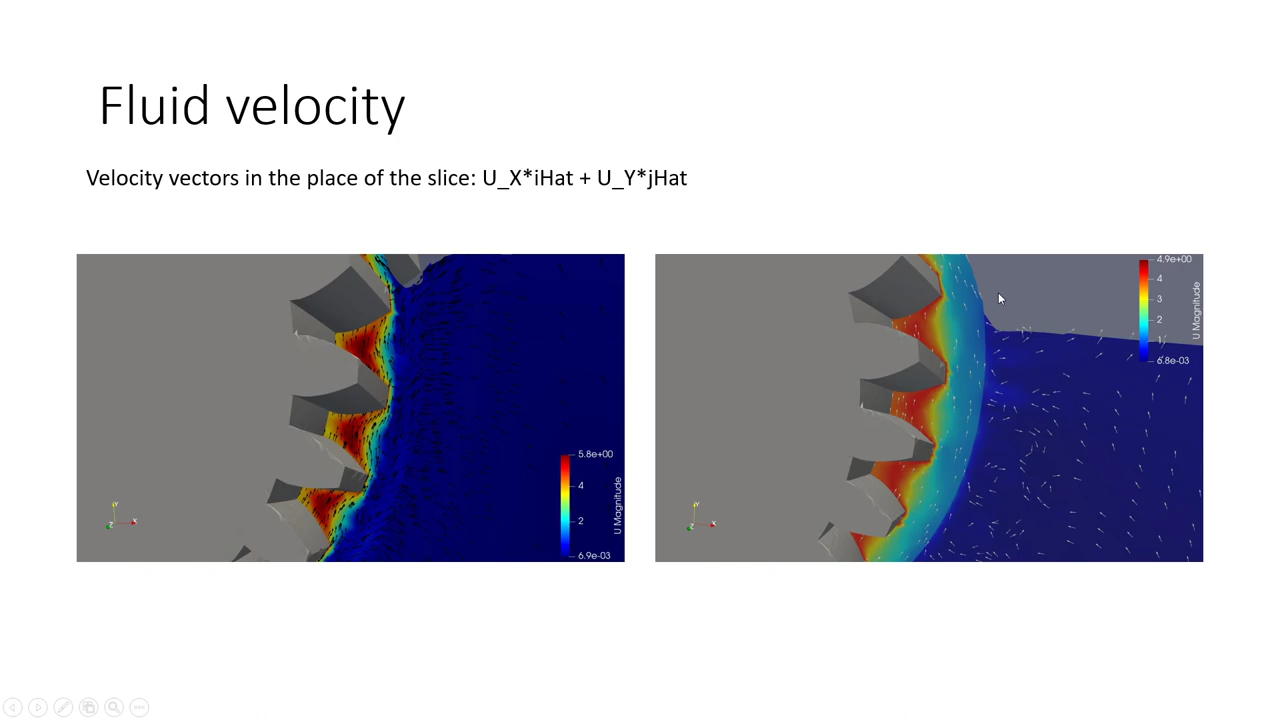 Fluid velocity
Velocity vectors in the place of the slice: U_X*iHat + U_Y*jHat
5.8e+00
4
2
6.9e-03
U Magnitude
Y
X
Z
4.9e+00
4
3
2
1
6.8e-03
U Magnitude
Y
X
Z